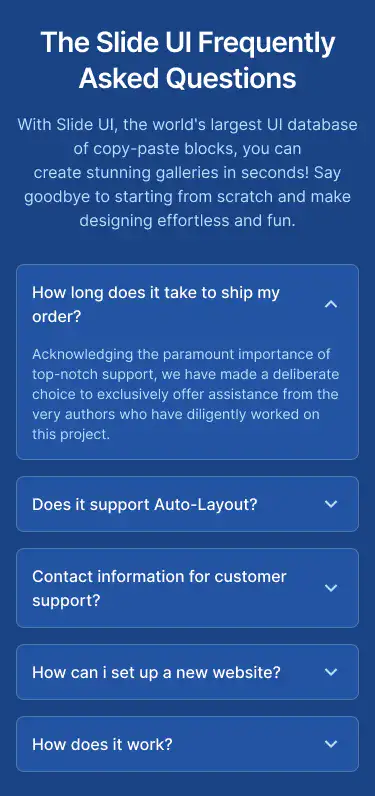 The Slide UI Frequently
Asked Questions
With Slide UI, the world's largest UI database
of copy-paste blocks, you can
create stunning galleries in seconds! Say
goodbye to starting from scratch and make
designing effortless and fun.
How long does it take to ship my
order?
Acknowledging the paramount importance of
top-notch support, we have made a deliberate
choice to exclusively offer assistance from the
very authors who have diligently worked on
this project.
Does it support Auto-Layout?
Contact information for customer
support?
How can i set up a new website?
How does it work?